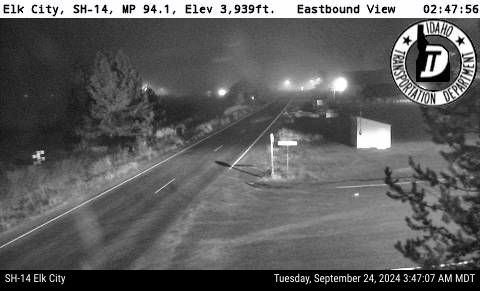 Elk City, SH-14, MP 94.1, Elev 3,939ft. Eastbound View 02:47:56
IDAHO
TRANSPORTATION DEPARTMENT
SH-14 Elk City
Tuesday, September 24, 2024 3:47:07 AM MDT